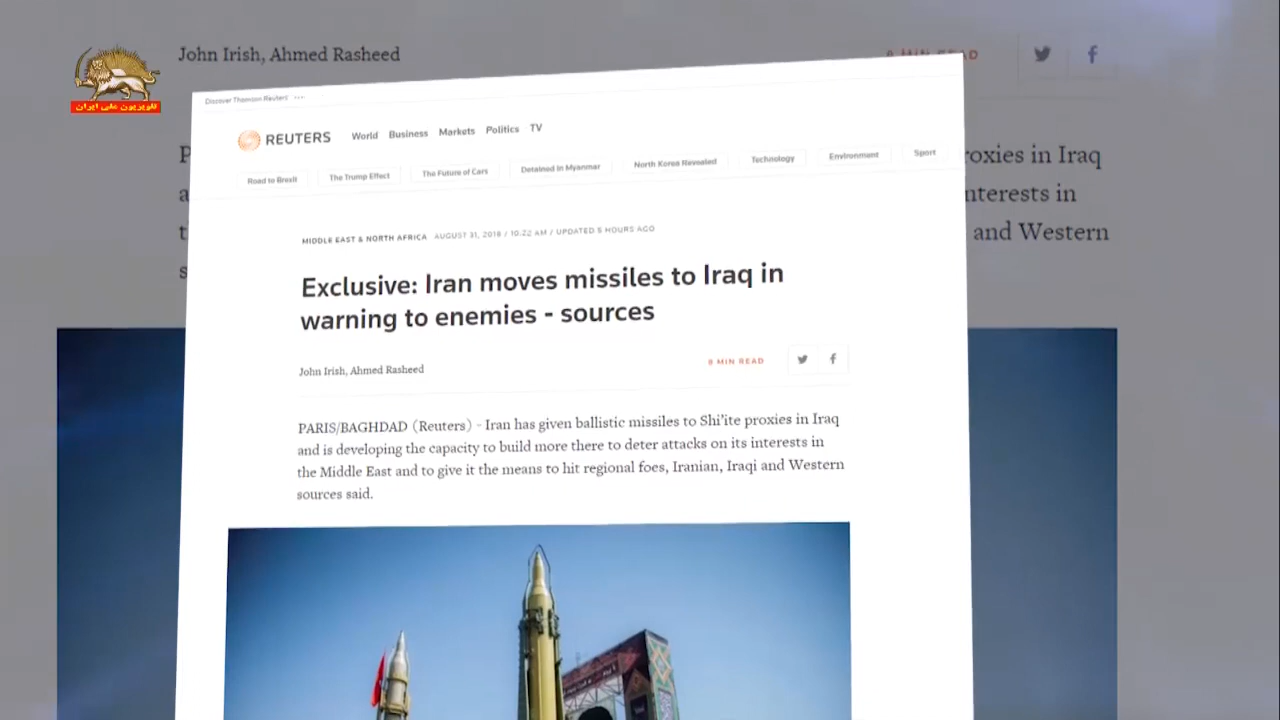 John Irish, Ahmed Rasheed
تلویزیون ملی ایران
Discover Thomson Reuters
REUTERS World Business Markets Politics TV
Road to Brexit The Trump Effect The Future of Cars Detained in Myanmar North Korea Revealed Technology Environment Sport
MIDDLE EAST & NORTH AFRICA AUGUST 31, 2018 / 10:22 AM / UPDATED 5 HOURS AGO
Exclusive: Iran moves missiles to Iraq in
warning to enemies - sources
John Irish, Ahmed Rasheed
8 MIN READ
PARIS/BAGHDAD (Reuters) - Iran has given ballistic missiles to Shi’ite proxies in Iraq
and is developing the capacity to build more there to deter attacks on its interests in
the Middle East and to give it the means to hit regional foes, Iranian, Iraqi and Western
sources said.
in Iraq
in
and Western